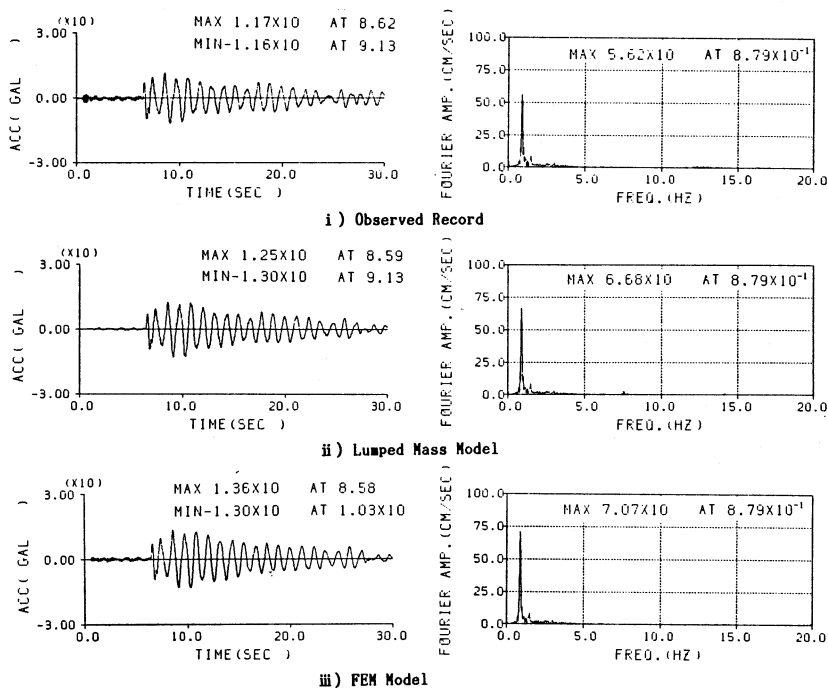 (X10)
MAX 1.17X10 AT 8.62
MIN-1.16X10 AT 9.13
3.00
0.00
-3.00
ACC( GAL )
0.0 10.0 20.0 30.0
TIME(SEC )
MAX 5.62X10 AT 8.79X10-1
100.0
75.0
50.0
25.0
0.0
FOURIER AMP.(CM/SEC)
0.0 5.0 10.0 15.0 20.0
FREQ.(HZ)
i) Observed Record
(X10)
MAX 1.25X10 AT 8.59
MIN-1.30X10 AT 9.13
3.00
0.00
-3.00
ACC( GAL )
0.0 10.0 20.0 30.0
TIME(SEC )
MAX 6.68X10 AT 8.79X10-1
100.0
75.0
50.0
25.0
0.0
FOURIER AMP.(CM/SEC)
0.0 5.0 10.0 15.0 20.0
FREQ.(HZ)
ii) Lumped Mass Model
(X10)
MAX 1.36X10 AT 8.58
MIN-1.30X10 AT 1.03X10
3.00
0.00
-3.00
ACC( GAL )
0.0 10.0 20.0 30.0
TIME(SEC )
MAX 7.07X10 AT 8.79X10-1
100.0
75.0
50.0
25.0
0.0
FOURIER AMP.(CM/SEC)
0.0 5.0 10.0 15.0 20.0
FREQ.(HZ)
iii) FEM Model